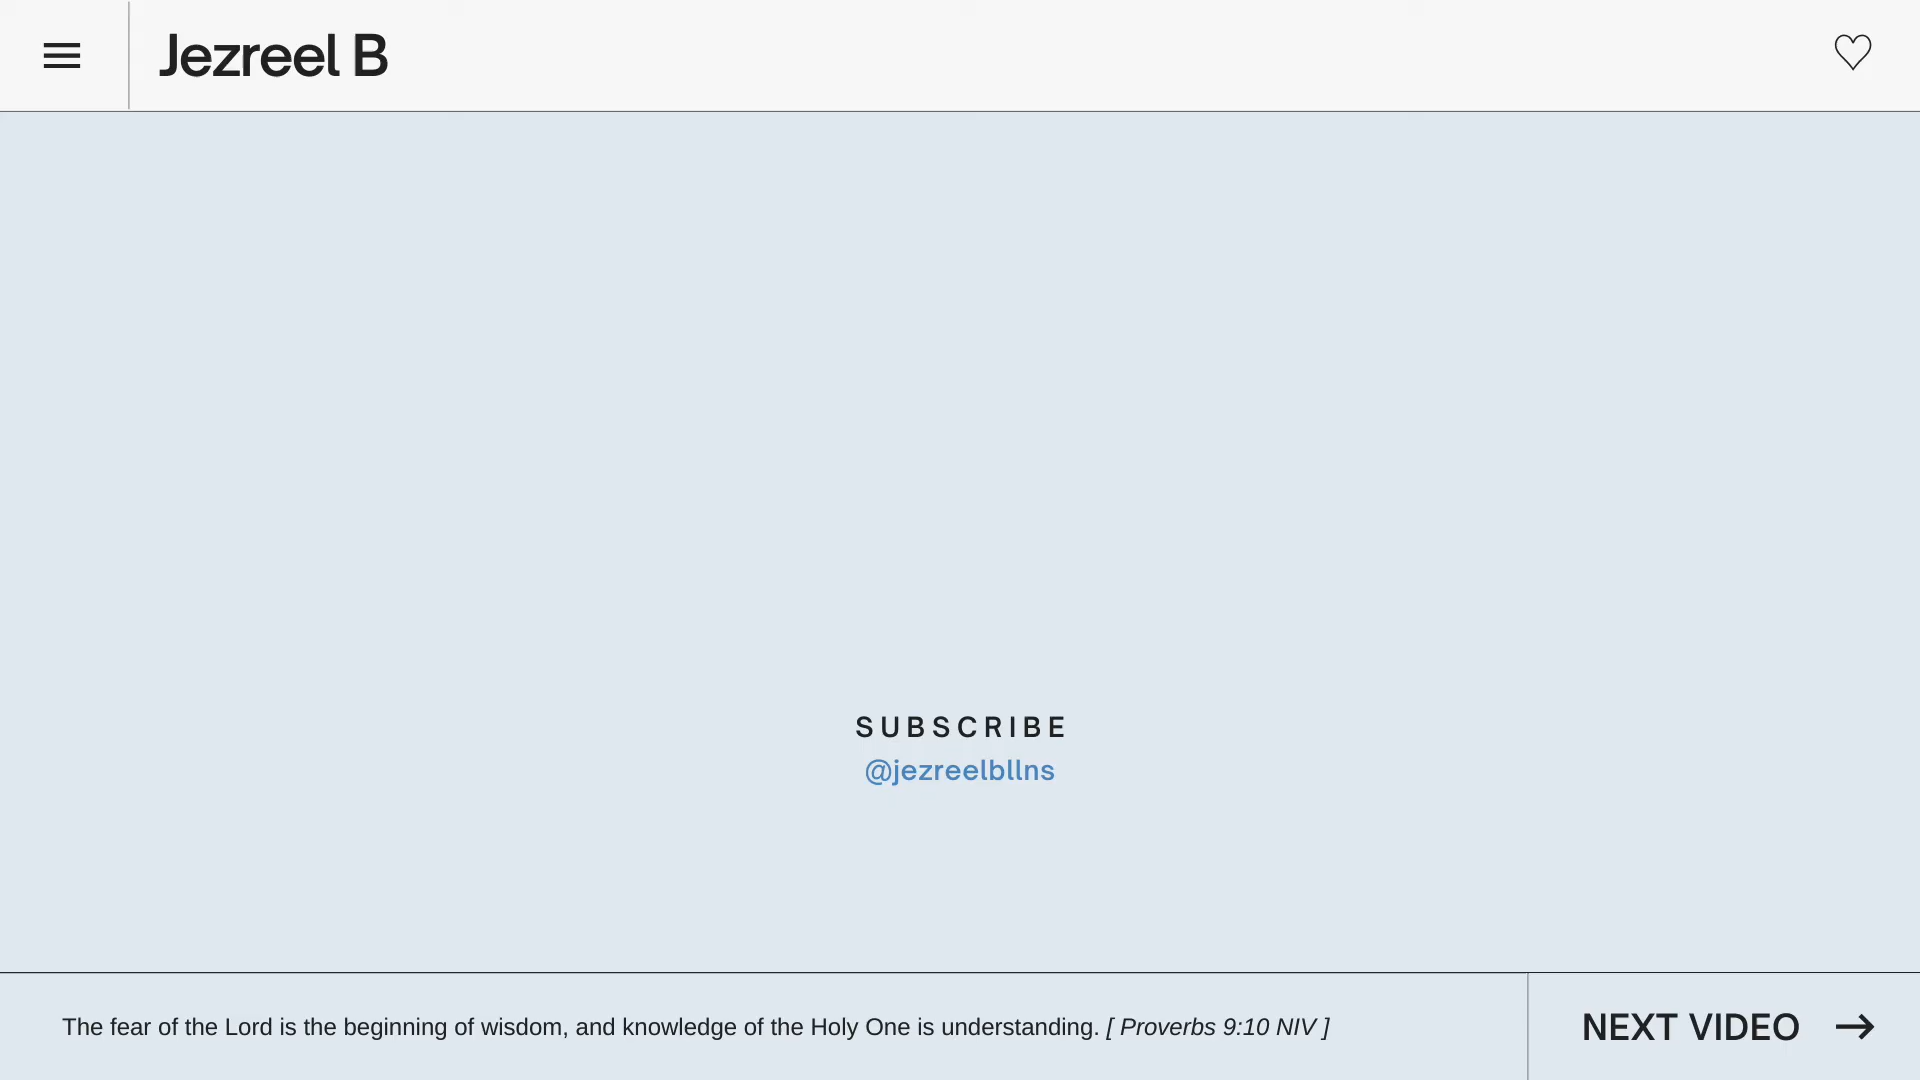 Jezreel B
SUBSCRIBE
@jezreelbllns
The fear of the Lord is the beginning of wisdom, and knowledge of the Holy One is understanding. [ Proverbs 9:10 NIV ]
NEXT VIDEO